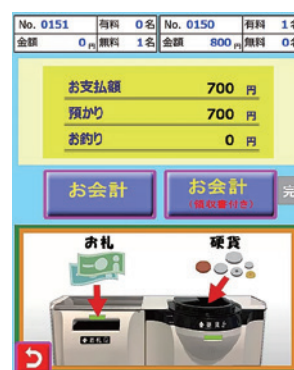 No. 0151 有料 0名 No. 0150 有料 1
金額 0円 無料 1名 金額 800円 無料 0
お支払額 700 円
預かり 700 円
お釣り 0 円
お会計 お会計 完
(領収書付き)
お札 硬貨